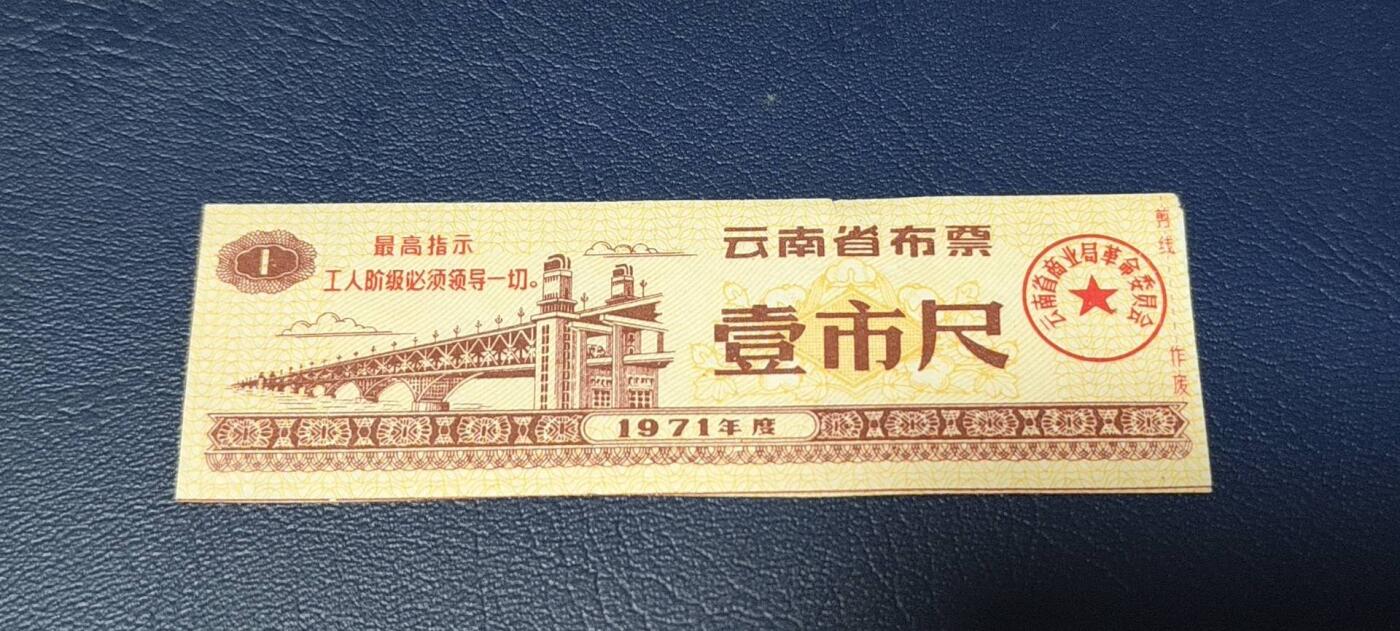 1
最高指示
工人阶级必须领导一切。
云南省布票
壹市尺
云南省商业局革命委员会
剪线
作废
1971年度